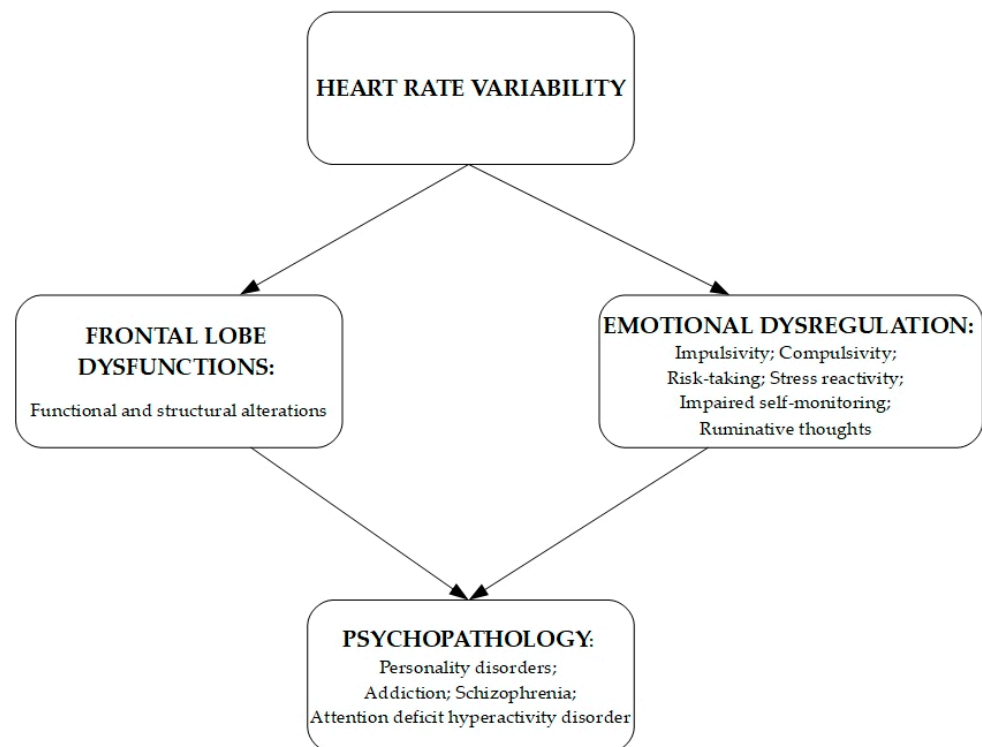 HEART RATE VARIABILITY
FRONTAL LOBE
DYSFUNCTIONS:
Functional and structural alterations
EMOTIONAL DYSREGULATION:
Impulsivity; Compulsivity;
Risk-taking; Stress reactivity;
Impaired self-monitoring;
Ruminative thoughts
PSYCHOPATHOLOGY:
Personality disorders;
Addiction; Schizophrenia;
Attention deficit hyperactivity disorder